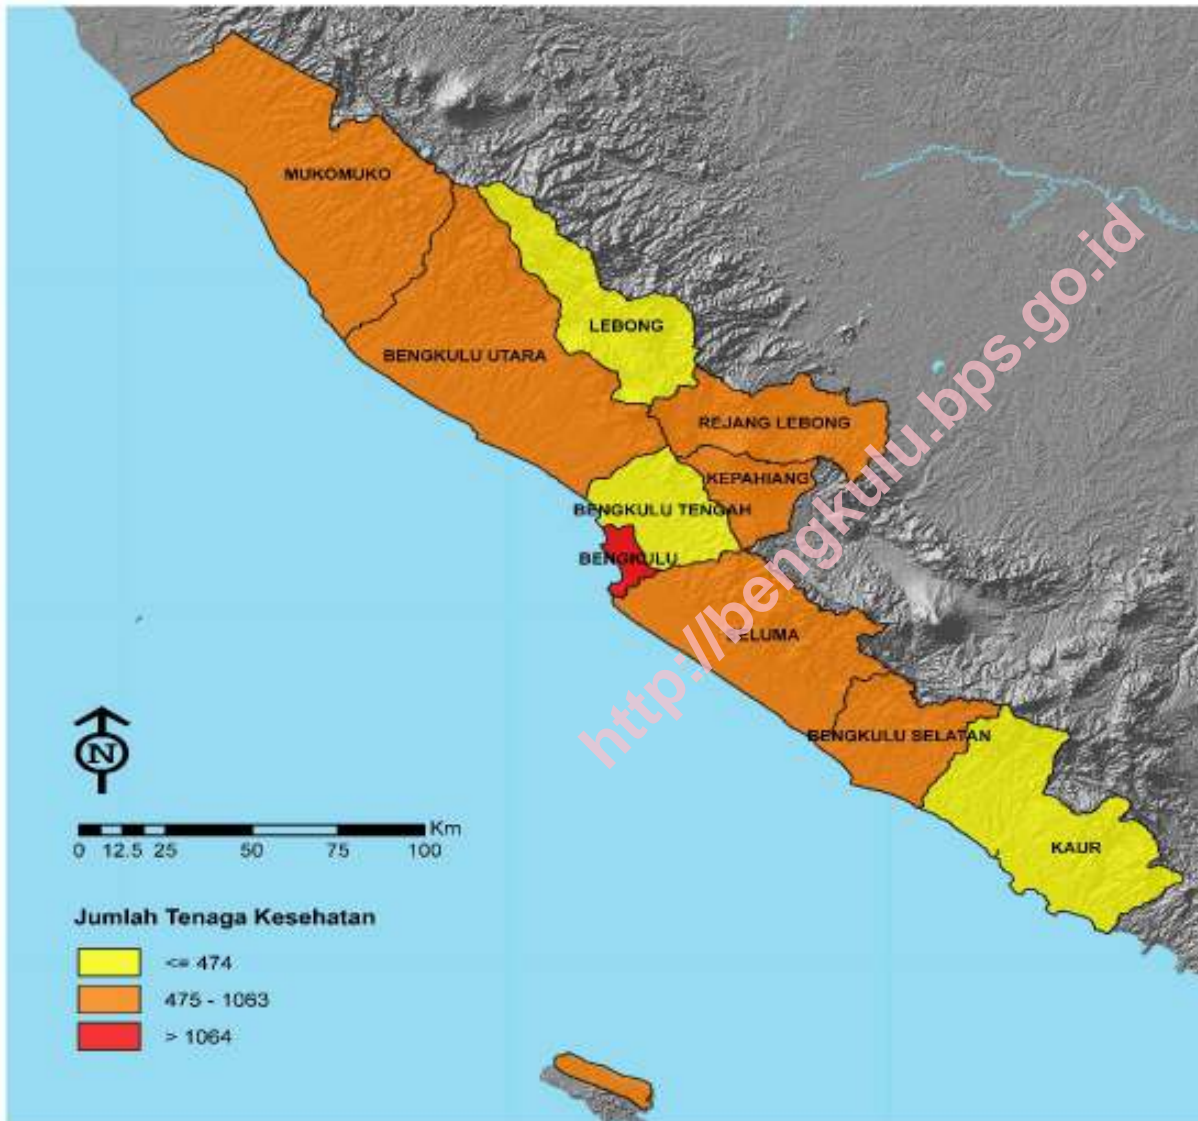 MUKOMUKO
LEBONG
BENGKULU UTARA
REJANG LEBONG
KEPAHIANG
BENGKULU TENGAH
BENGKULU
SELUMA
BENGKULU SELATAN
KAUR
http://bengkulu.bps.go.id
N
Km
0 12.5 25 50 75 100
Jumlah Tenaga Kesehatan
<= 474
475 - 1063
> 1064